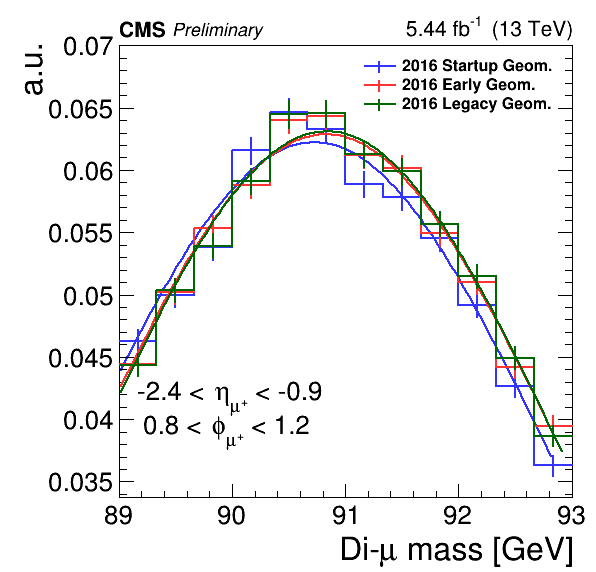 CMS Preliminary 5.44 fb⁻¹ (13 TeV)
a.u.
0.07
0.065
0.06
0.055
0.05
0.045
0.04
0.035
2016 Startup Geom.
2016 Early Geom.
2016 Legacy Geom.
-2.4 < η_μ⁺ < -0.9
0.8 < ϕ_μ⁺ < 1.2
89 90 91 92 93
Di-μ mass [GeV]